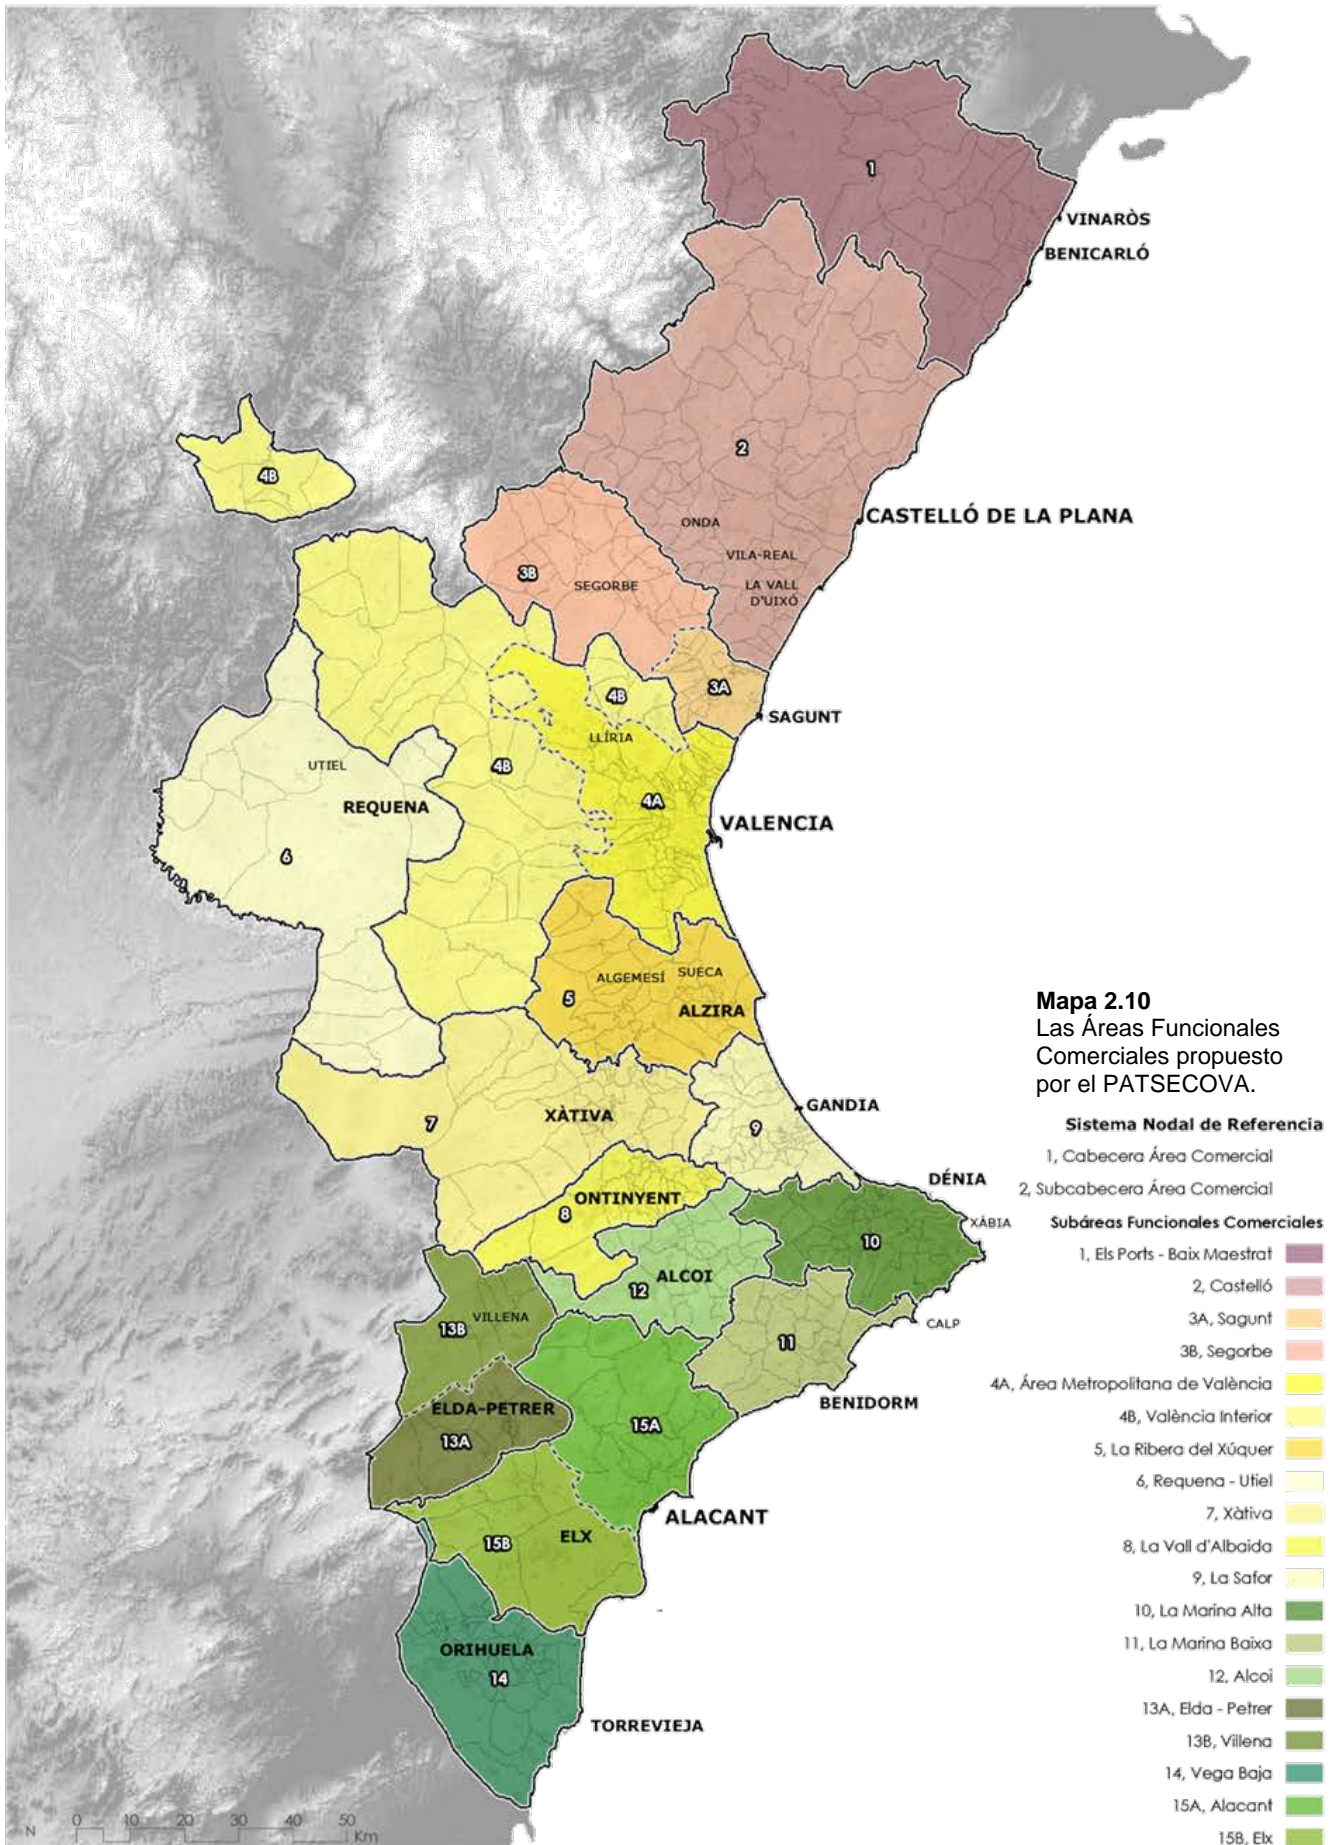 1
VINARÒS
BENICARLÓ
2
4B
CASTELLÓ DE LA PLANA
ONDA
VILA-REAL
3B
SEGORBE
LA VALL
D'UIXÓ
3A
4B
SAGUNT
LLÍRIA
UTIEL
4B
REQUENA
4A
VALENCIA
6
ALGEMESÍ
SUECA
5
ALZIRA
Mapa 2.10
Las Áreas Funcionales
Comerciales propuesto
por el PATSECOVA.
XÀTIVA
GANDIA
7
9
ONTINYENT
8
DÉNIA
XÀBIA
10
ALCOI
12
VILLENA
13B
11
CALP
BENIDORM
ELDA-PETRER
13A
15A
ALACANT
15B
ELX
ORIHUELA
14
TORREVIEJA
Sistema Nodal de Referencia
1, Cabecera Área Comercial
2, Subcabecera Área Comercial
Subáreas Funcionales Comerciales
1, Els Ports - Baix Maestrat
2, Castelló
3A, Sagunt
3B, Segorbe
4A, Área Metropolitana de València
4B, València Interior
5, La Ribera del Xúquer
6, Requena - Utiel
7, Xàtiva
8, La Vall d'Albaida
9, La Safor
10, La Marina Alta
11, La Marina Baixa
12, Alcoi
13A, Elda - Petrer
13B, Villena
14, Vega Baja
15A, Alacant
15B, Elx
N
0 10 20 30 40 50
Km